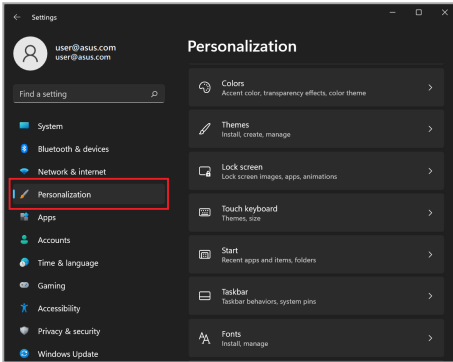 Settings
user@asus.com
user@asus.com
Find a setting
System
Bluetooth & devices
Network & internet
Personalization
Apps
Accounts
Time & language
Gaming
Accessibility
Privacy & security
Windows Update
Personalization
Colors
Accent color, transparency effects, color theme
Themes
Install, create, manage
Lock screen
Lock screen images, apps, animations
Touch keyboard
Themes, size
Start
Recent apps and items, folders
Taskbar
Taskbar behaviors, system pins
Fonts
Install, manage